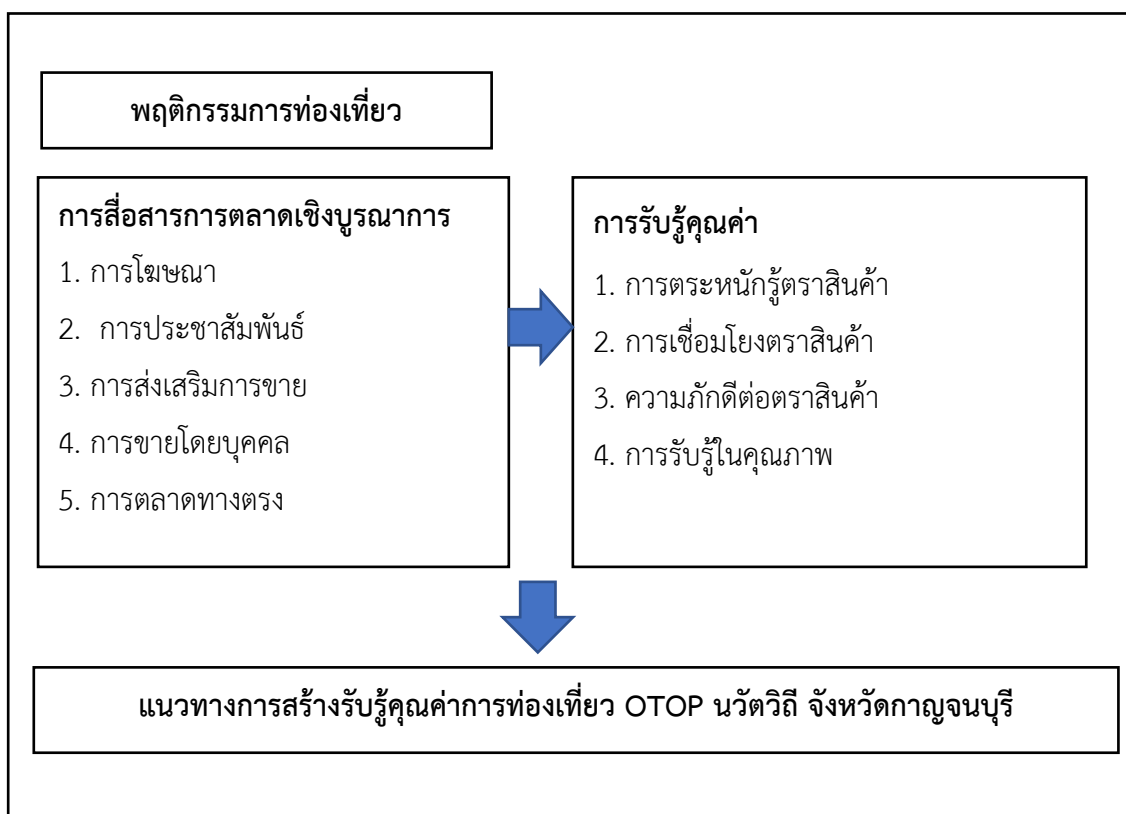 พฤติกรรมการท่องเที่ยว
การสื่อสารการตลาดเชิงบูรณาการ
1. การโฆษณา
2. การประชาสัมพันธ์
3. การส่งเสริมการขาย
4. การขายโดยบุคคล
5. การตลาดทางตรง
การรับรู้คุณค่า
1. การตระหนักรู้ตราสินค้า
2. การเชื่อมโยงตราสินค้า
3. ความภักดีต่อตราสินค้า
4. การรับรู้ในคุณภาพ
แนวทางการสร้างรับรู้คุณค่าการท่องเที่ยว OTOP นวัตวิถี จังหวัดกาญจนบุรี